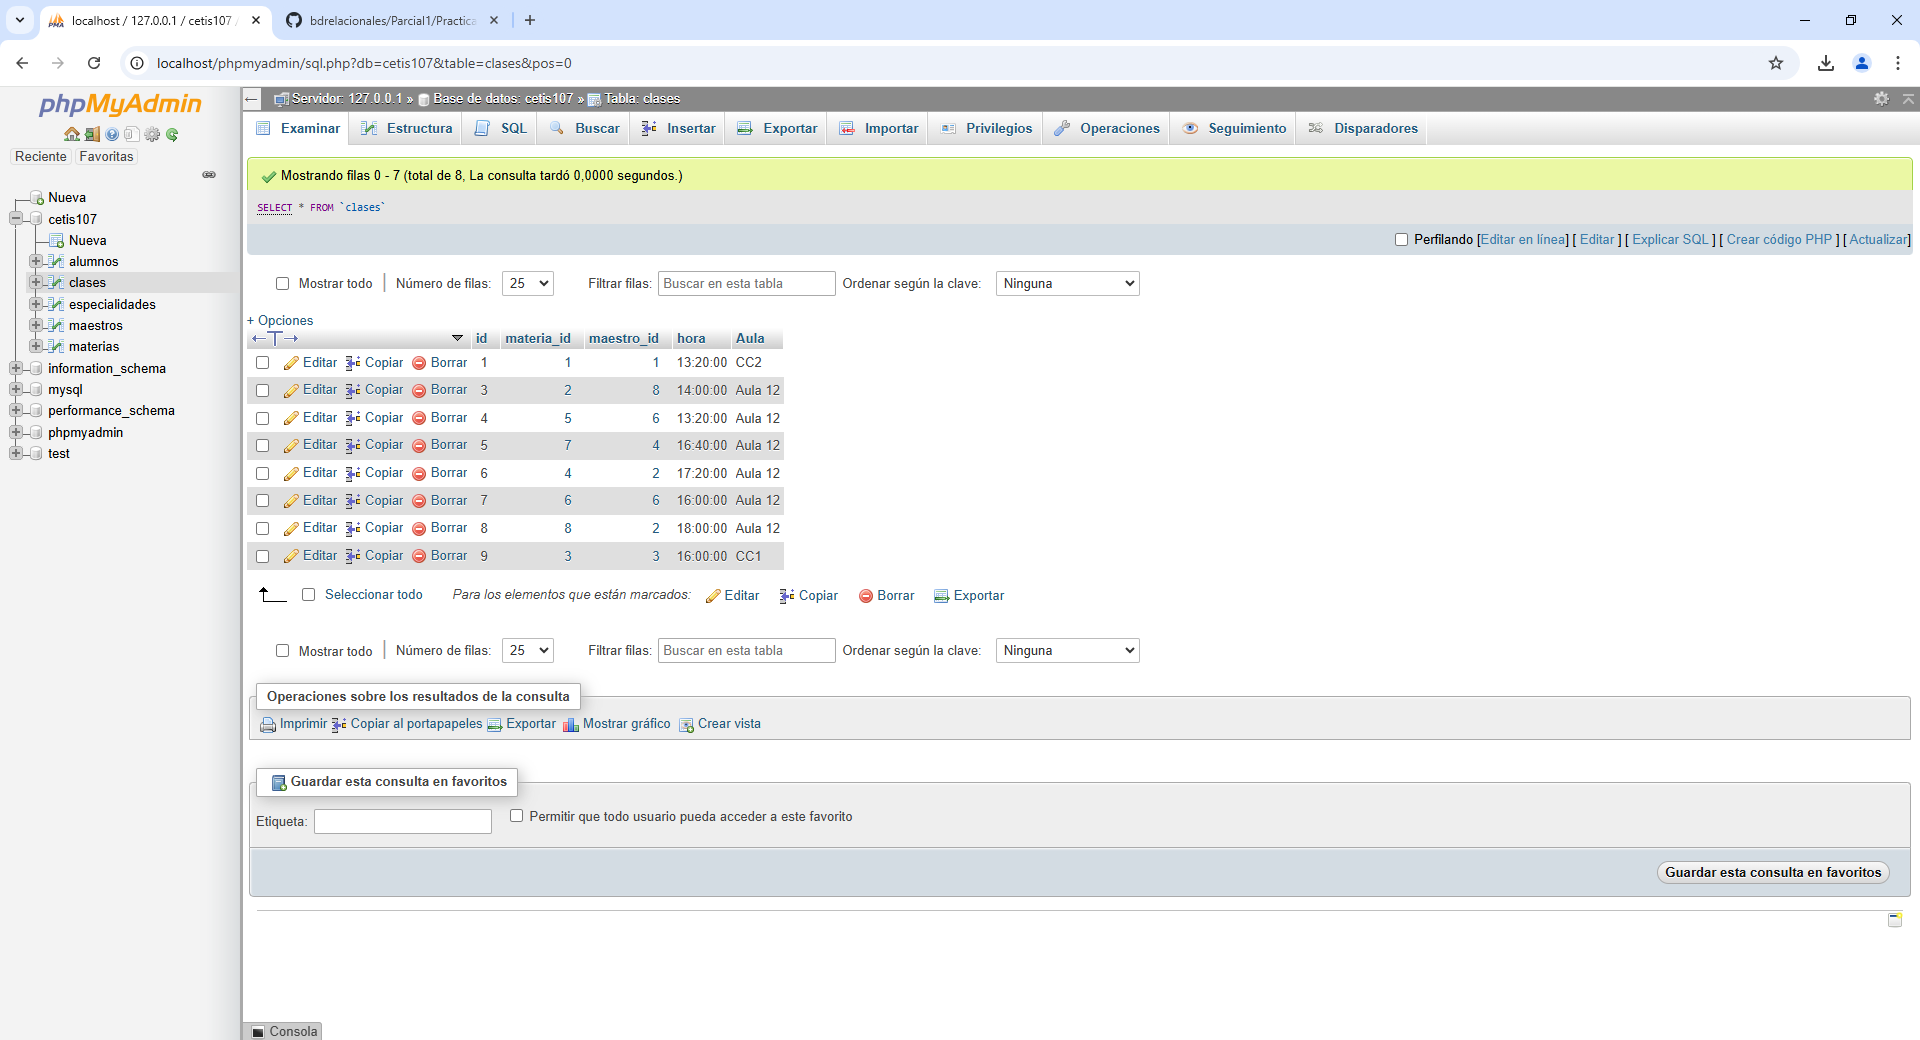 localhost / 127.0.0.1 / cetis107
bdrelacionales/Parcial1/Practica
localhost/phpmyadmin/sql.php?db=cetis107&table=clases&pos=0
phpMyAdmin
Reciente Favoritas
Nueva
cetis107
Nueva
alumnos
clases
especialidades
maestros
materias
information_schema
mysql
performance_schema
phpmyadmin
test
Servidor: 127.0.0.1 » Base de datos: cetis107 » Tabla: clases
Examinar Estructura SQL Buscar Insertar Exportar Importar Privilegios Operaciones Seguimiento Disparadores
Mostrando filas 0 - 7 (total de 8, La consulta tardó 0,0000 segundos.)
SELECT * FROM `clases`
Perfilando [Editar en línea] [ Editar ] [ Explicar SQL ] [ Crear código PHP ] [ Actualizar]
Mostrar todo Número de filas: 25 Filtrar filas: Buscar en esta tabla Ordenar según la clave: Ninguna
+ Opciones
id materia_id maestro_id hora Aula
Editar Copiar Borrar 1 1 1 13:20:00 CC2
Editar Copiar Borrar 3 2 8 14:00:00 Aula 12
Editar Copiar Borrar 4 5 6 13:20:00 Aula 12
Editar Copiar Borrar 5 7 4 16:40:00 Aula 12
Editar Copiar Borrar 6 4 2 17:20:00 Aula 12
Editar Copiar Borrar 7 6 6 16:00:00 Aula 12
Editar Copiar Borrar 8 8 2 18:00:00 Aula 12
Editar Copiar Borrar 9 3 3 16:00:00 CC1
Seleccionar todo Para los elementos que están marcados: Editar Copiar Borrar Exportar
Mostrar todo Número de filas: 25 Filtrar filas: Buscar en esta tabla Ordenar según la clave: Ninguna
Operaciones sobre los resultados de la consulta
Imprimir Copiar al portapapeles Exportar Mostrar gráfico Crear vista
Guardar esta consulta en favoritos
Etiqueta: Permitir que todo usuario pueda acceder a este favorito
Guardar esta consulta en favoritos
Consola